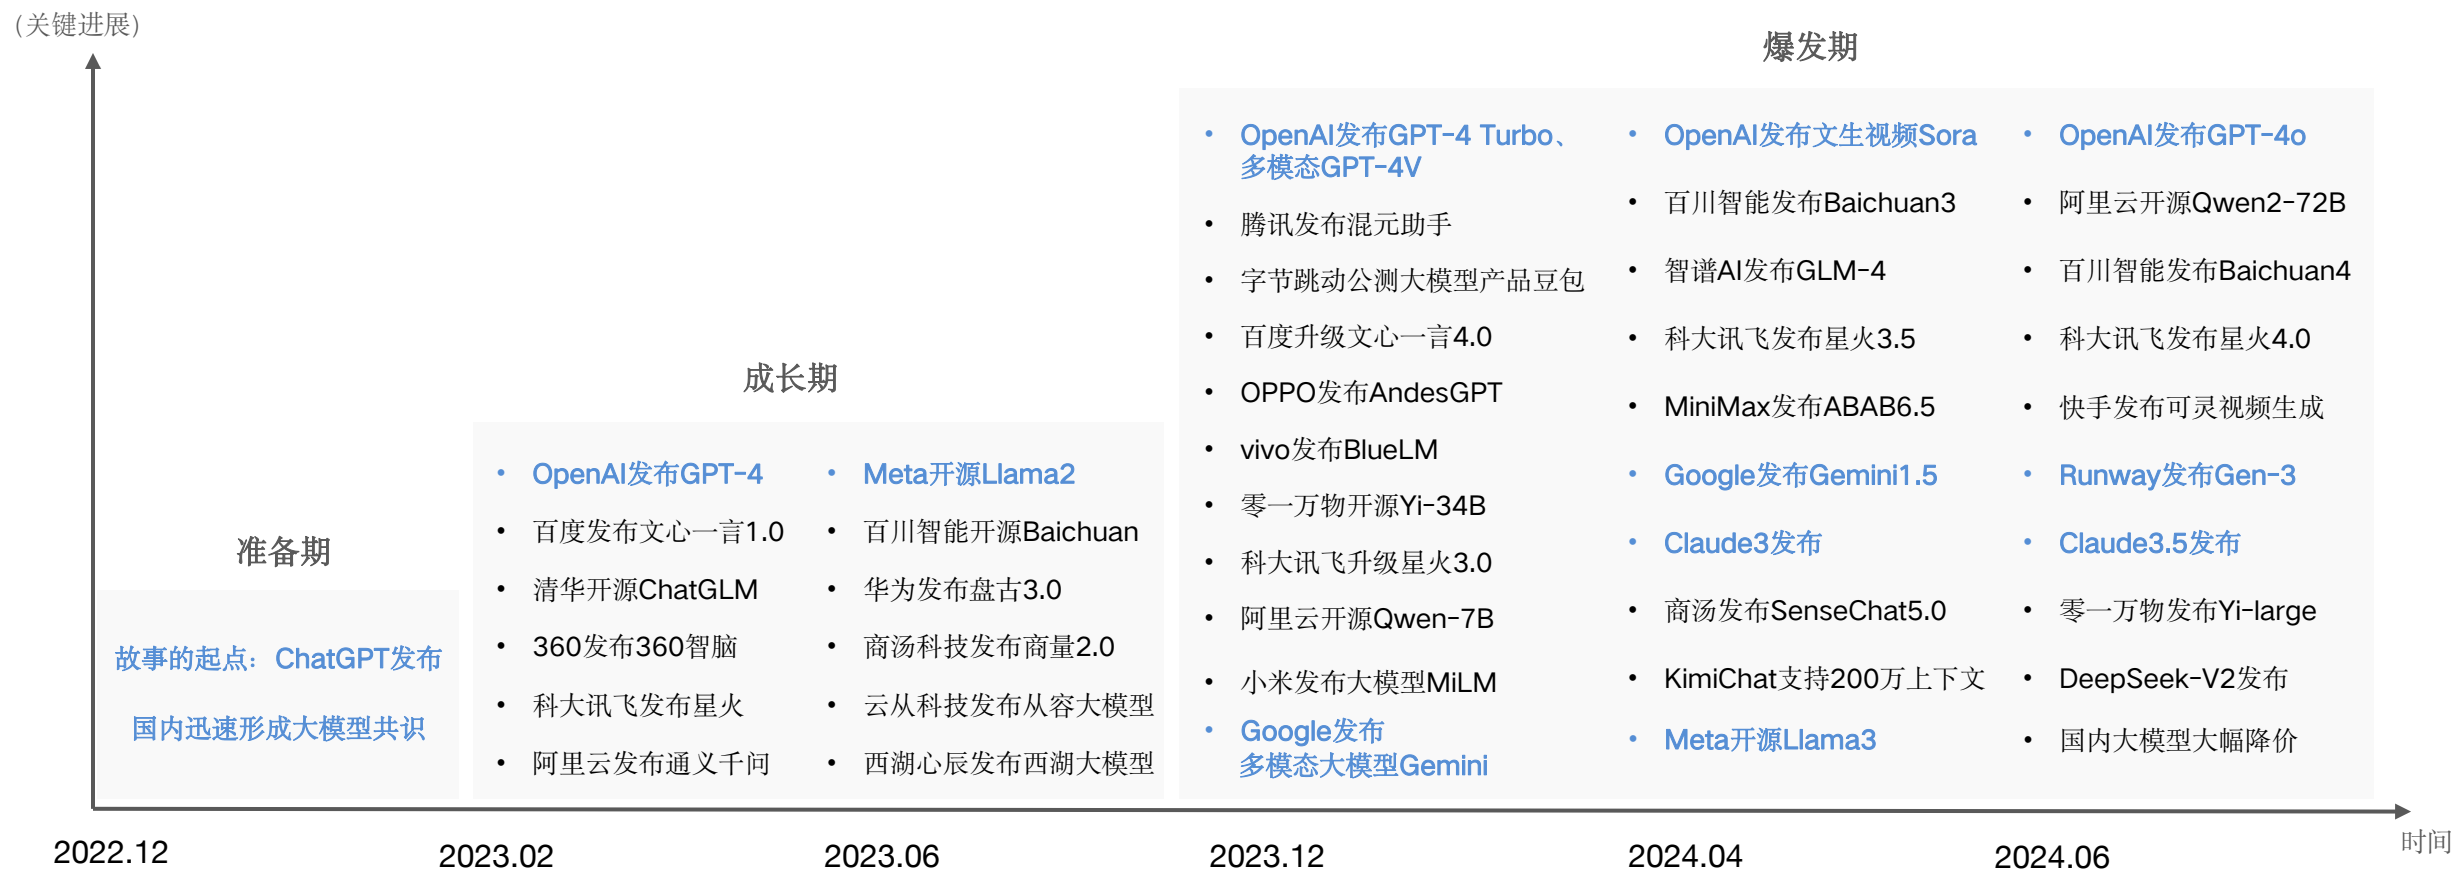 (关键进展)
准备期
故事的起点：ChatGPT发布
国内迅速形成大模型共识
成长期
OpenAI发布GPT-4
百度发布文心一言1.0
清华开源ChatGLM
360发布360智脑
科大讯飞发布星火
阿里云发布通义千问
Meta开源Llama2
百川智能开源Baichuan
华为发布盘古3.0
商汤科技发布商量2.0
云从科技发布从容大模型
西湖心辰发布西湖大模型
爆发期
OpenAI发布GPT-4 Turbo、
多模态GPT-4V
腾讯发布混元助手
字节跳动公测大模型产品豆包
百度升级文心一言4.0
OPPO发布AndesGPT
vivo发布BlueLM
零一万物开源Yi-34B
科大讯飞升级星火3.0
阿里云开源Qwen-7B
小米发布大模型MiLM
Google发布
多模态大模型Gemini
OpenAI发布文生视频Sora
百川智能发布Baichuan3
智谱AI发布GLM-4
科大讯飞发布星火3.5
MiniMax发布ABAB6.5
Google发布Gemini1.5
Claude3发布
商汤发布SenseChat5.0
KimiChat支持200万上下文
Meta开源Llama3
OpenAI发布GPT-4o
阿里云开源Qwen2-72B
百川智能发布Baichuan4
科大讯飞发布星火4.0
快手发布可灵视频生成
Runway发布Gen-3
Claude3.5发布
零一万物发布Yi-large
DeepSeek-V2发布
国内大模型大幅降价
2022.12
2023.02
2023.06
2023.12
2024.04
2024.06
时间